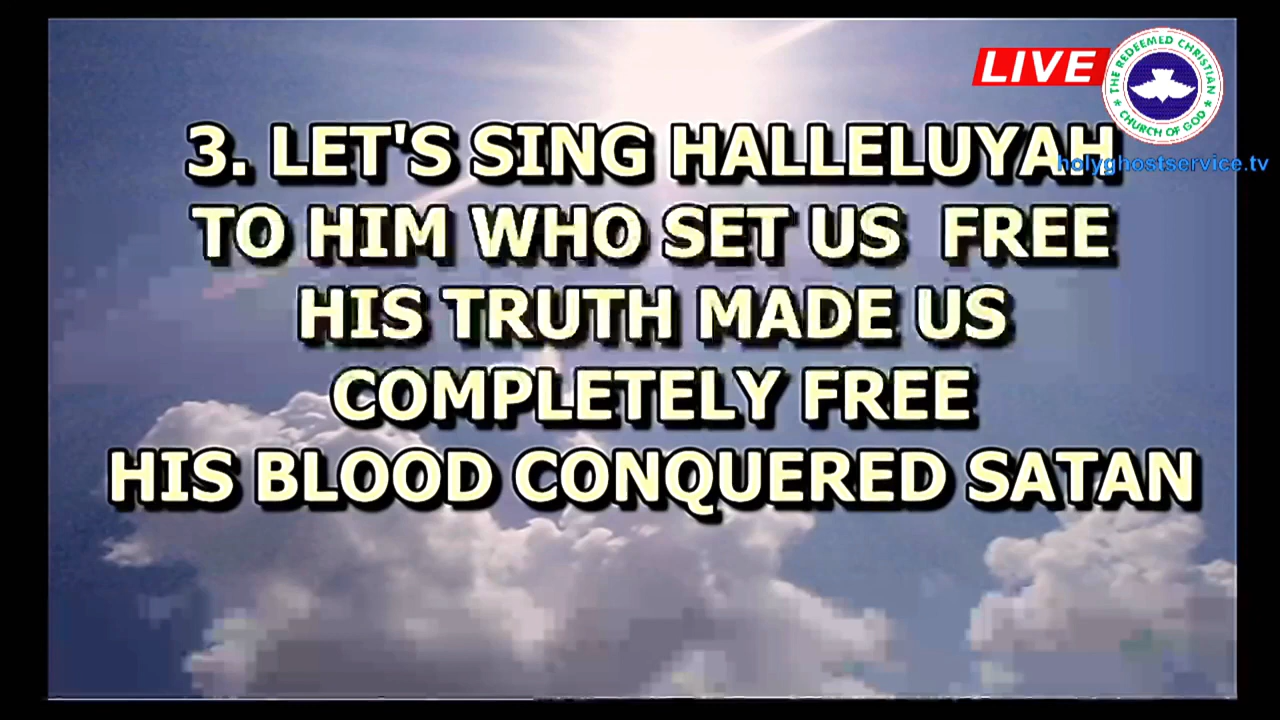 LIVE
THE REDEEMED CHRISTIAN
CHURCH OF GOD
holyghostservice.tv
3. LET'S SING HALLELUYAH
TO HIM WHO SET US FREE
HIS TRUTH MADE US
COMPLETELY FREE
HIS BLOOD CONQUERED SATAN